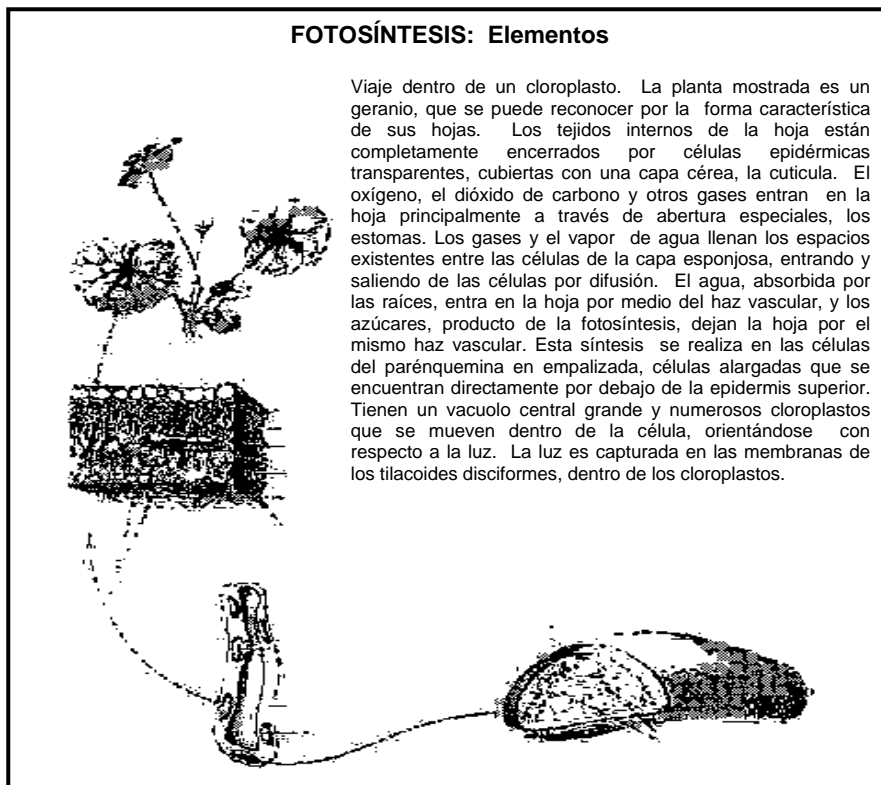 FOTOSÍNTESIS: Elementos
Viaje dentro de un cloroplasto. La planta mostrada es un
geranio, que se puede reconocer por la forma característica
de sus hojas. Los tejidos internos de la hoja están
completamente encerrados por células epidérmicas
transparentes, cubiertas con una capa cérea, la cuticula. El
oxígeno, el dióxido de carbono y otros gases entran en la
hoja principalmente a través de abertura especiales, los
estomas. Los gases y el vapor de agua llenan los espacios
existentes entre las células de la capa esponjosa, entrando y
saliendo de las células por difusión. El agua, absorbida por
las raíces, entra en la hoja por medio del haz vascular, y los
azúcares, producto de la fotosíntesis, dejan la hoja por el
mismo haz vascular. Esta síntesis se realiza en las células
del parénquemina en empalizada, células alargadas que se
encuentran directamente por debajo de la epidermis superior.
Tienen un vacuolo central grande y numerosos cloroplastos
que se mueven dentro de la célula, orientándose con
respecto a la luz. La luz es capturada en las membranas de
los tilacoides disciformes, dentro de los cloroplastos.